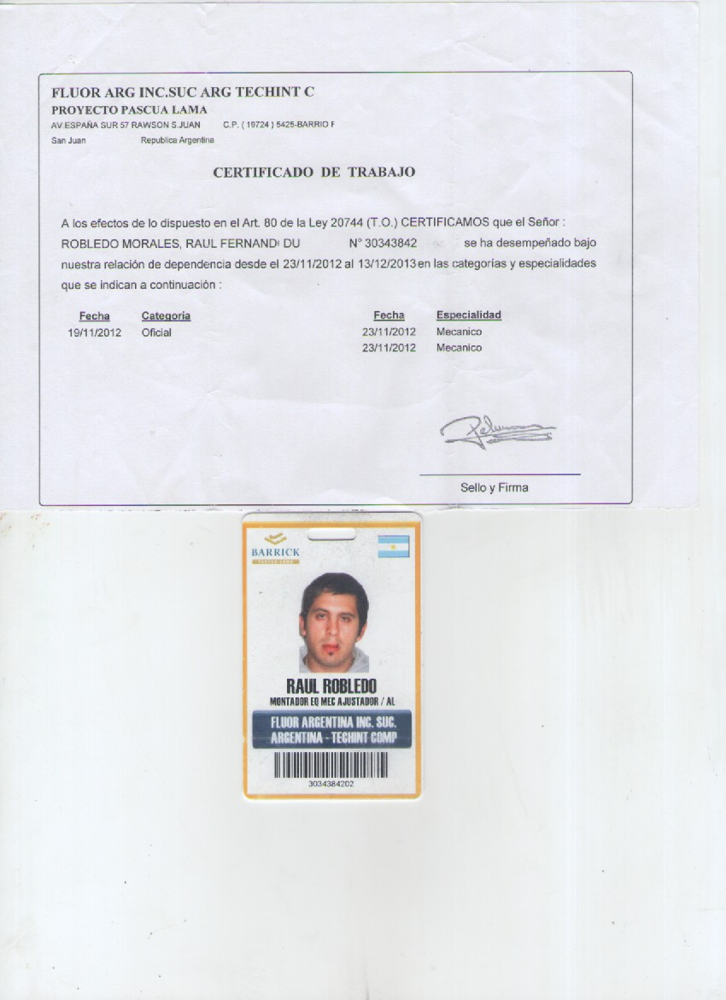 FLUOR ARG INC.SUC ARG TECHINT C
PROYECTO PASCUA LAMA
AV.ESPAÑA SUR 57 RAWSON S.JUAN C.P. ( 19724 ) 5425-BARRIO F
San Juan Republica Argentina
CERTIFICADO DE TRABAJO
A los efectos de lo dispuesto en el Art. 80 de la Ley 20744 (T.O.) CERTIFICAMOS que el Señor :
ROBLEDO MORALES, RAUL FERNAND DU N° 30343842 se ha desempeñado bajo
nuestra relación de dependencia desde el 23/11/2012 al 13/12/2013 en las categorías y especialidades
que se indican a continuación :
Fecha Categoría Fecha Especialidad
19/11/2012 Oficial 23/11/2012 Mecanico
23/11/2012 Mecanico
Sello y Firma
BARRICK
RAUL ROBLEDO
MONTADOR EQ MEC AJUSTADOR / AL
FLUOR ARGENTINA INC. SUC.
ARGENTINA - TECHINT COMP
3034384202